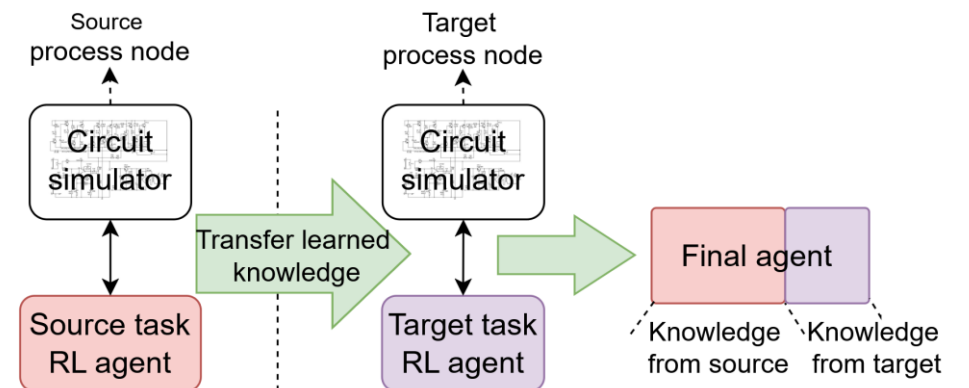 Source
process node
Circuit
simulator
Source task
RL agent
Transfer learned
knowledge
Target
process node
Circuit
simulator
Target task
RL agent
Final agent
Knowledge
from source
Knowledge
from target